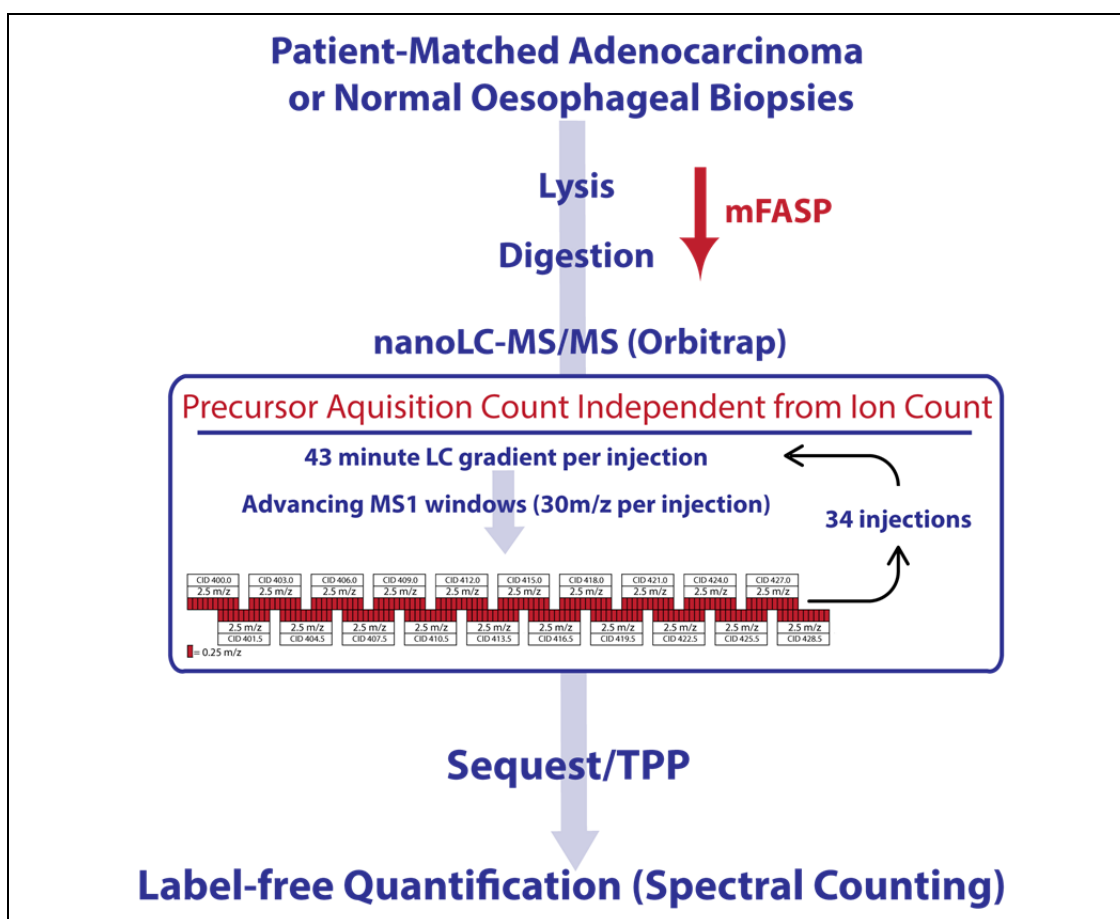 Patient-Matched Adenocarcinoma
or Normal Oesophageal Biopsies
Lysis
mFASP
Digestion
nanoLC-MS/MS (Orbitrap)
Precursor Aquisition Count Independent from Ion Count
43 minute LC gradient per injection
Advancing MS1 windows (30m/z per injection)
34 injections
CID 400.0 CID 403.0 CID 406.0 CID 409.0 CID 412.0 CID 415.0 CID 418.0 CID 421.0 CID 424.0 CID 427.0
2.5 m/z 2.5 m/z 2.5 m/z 2.5 m/z 2.5 m/z 2.5 m/z 2.5 m/z 2.5 m/z 2.5 m/z 2.5 m/z
2.5 m/z 2.5 m/z 2.5 m/z 2.5 m/z 2.5 m/z 2.5 m/z 2.5 m/z 2.5 m/z 2.5 m/z 2.5 m/z
CID 401.5 CID 404.5 CID 407.5 CID 410.5 CID 413.5 CID 416.5 CID 419.5 CID 422.5 CID 425.5 CID 428.5
= 0.25 m/z
Sequest/TPP
Label-free Quantification (Spectral Counting)